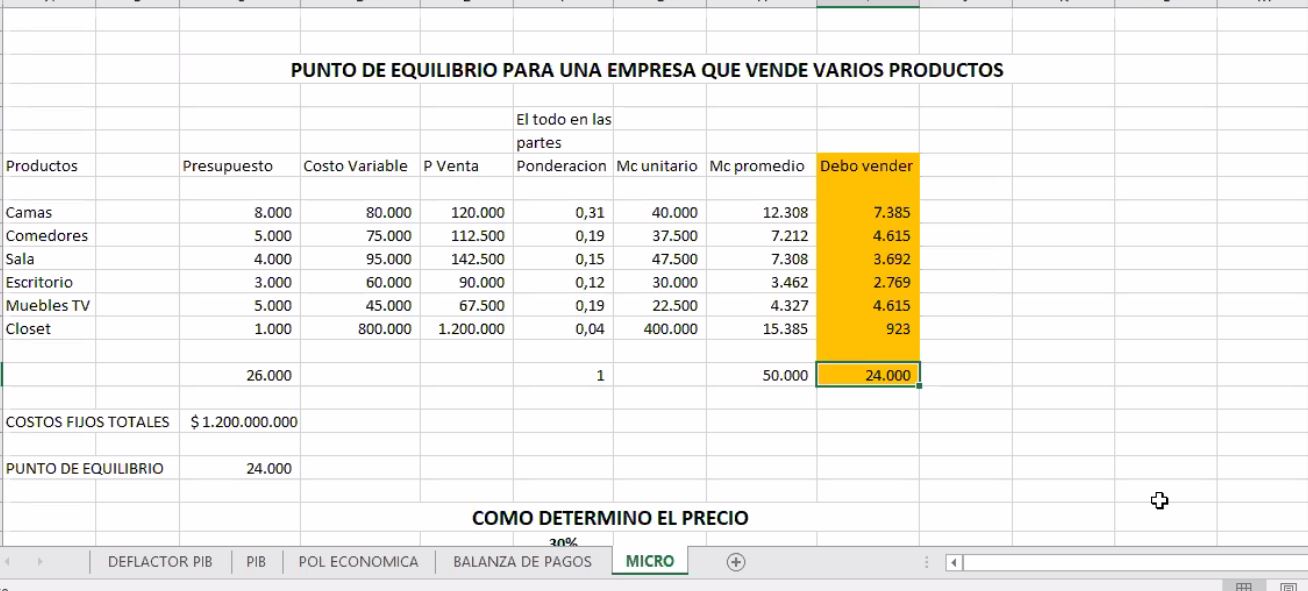 PUNTO DE EQUILIBRIO PARA UNA EMPRESA QUE VENDE VARIOS PRODUCTOS
El todo en las
partes
Productos Presupuesto Costo Variable P Venta Ponderacion Mc unitario Mc promedio Debo vender
Camas 8.000 80.000 120.000 0,31 40.000 12.308 7.385
Comedores 5.000 75.000 112.500 0,19 37.500 7.212 4.615
Sala 4.000 95.000 142.500 0,15 47.500 7.308 3.692
Escritorio 3.000 60.000 90.000 0,12 30.000 3.462 2.769
Muebles TV 5.000 45.000 67.500 0,19 22.500 4.327 4.615
Closet 1.000 800.000 1.200.000 0,04 400.000 15.385 923
26.000 1 50.000 24.000
COSTOS FIJOS TOTALES $ 1.200.000.000
PUNTO DE EQUILIBRIO 24.000
COMO DETERMINO EL PRECIO
30%
DEFLACTOR PIB PIB POL ECONOMICA BALANZA DE PAGOS MICRO